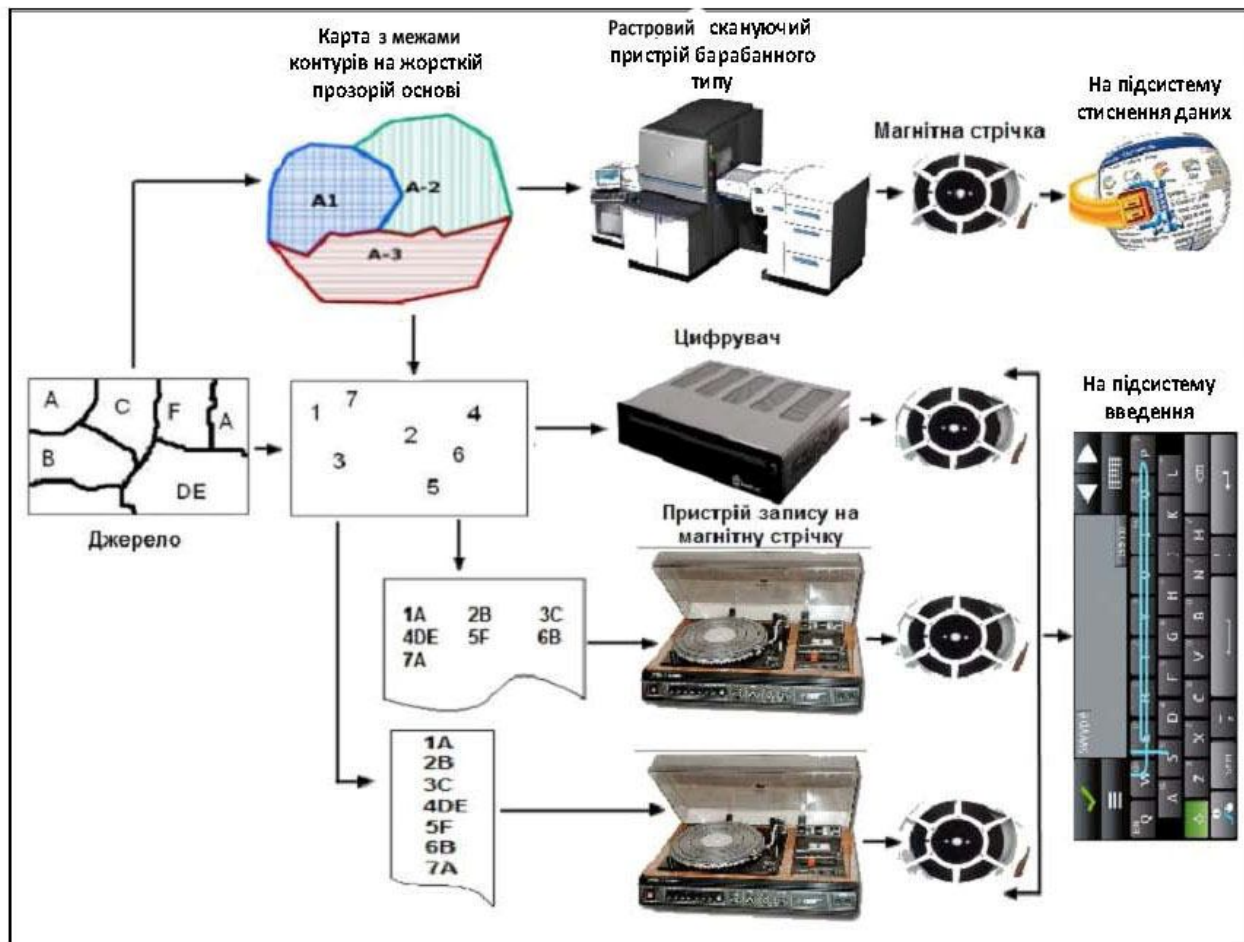 Карта з межами
контурів на жорсткій
прозорій основі
Растровий скануючий
пристрій барабанного
типу
Магнітна стрічка
На підсистему
стиснення даних
A1
A-2
A-3
Цифрувач
На підсистему
введення
A
C
F
A
B
DE
Джерело
1
7
4
2
3
6
5
Пристрій запису на
магнітну стрічку
1A 2B 3C
4DE 5F 6B
7A
1A
2B
3C
4DE
5F
6B
7A
SWYPE